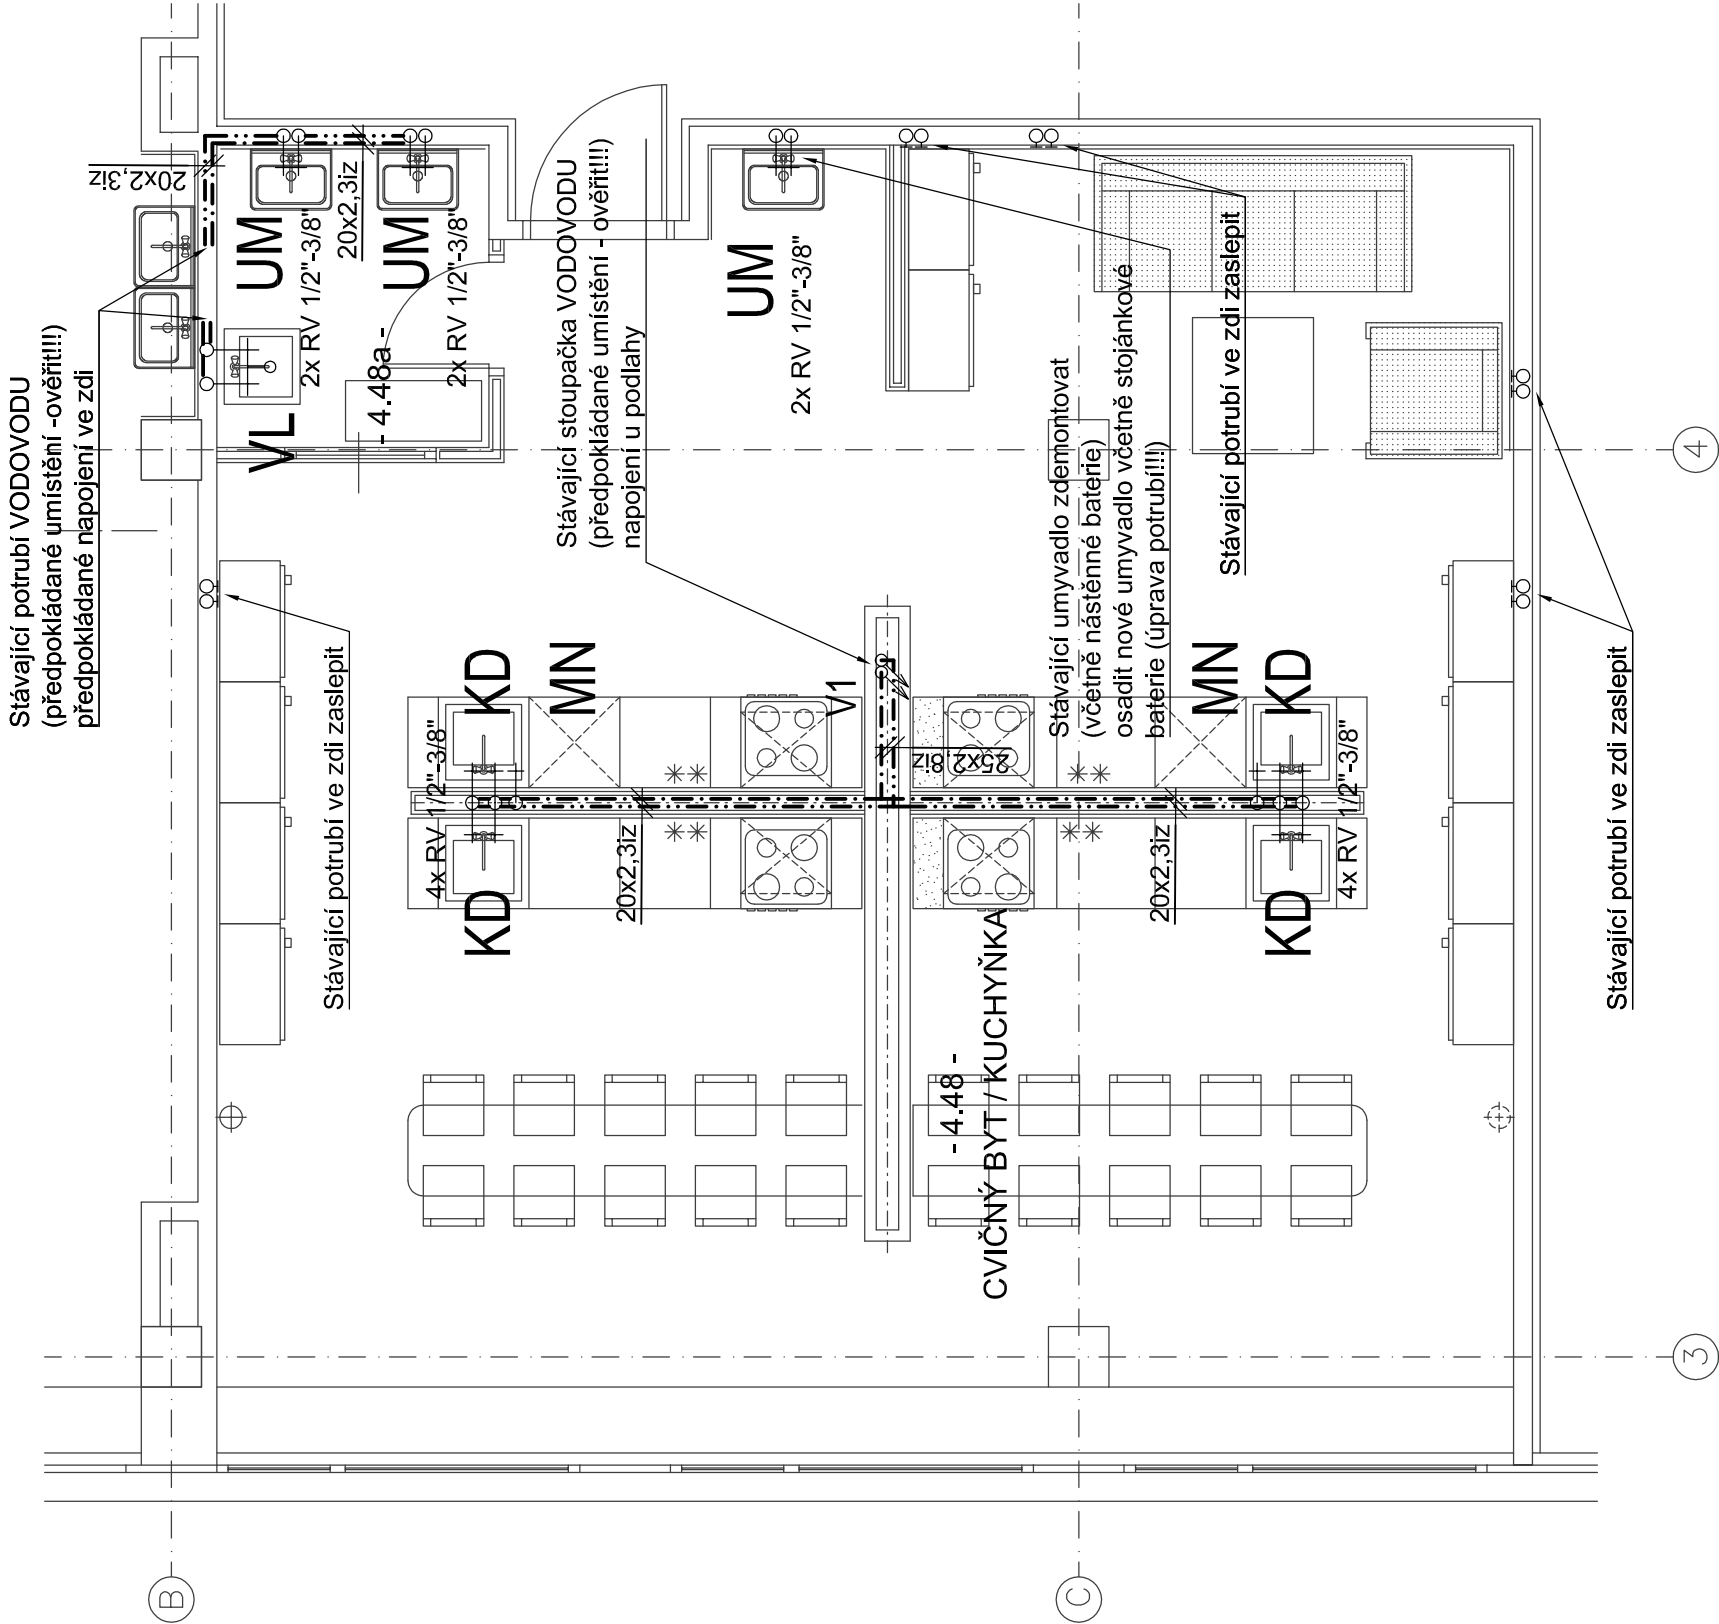 Stávající potrubí VODOVODU
(předpokládané umístění -ověřit!!!)
předpokládané napojení ve zdi
20x2,3iz
UM
2x RV 1/2"-3/8"
20x2,3iz
UM
2x RV 1/2"-3/8"
VL
- 4.48a -
Stávající stoupačka VODOVODU
(předpokládané umístění - ověřit!!!)
napojení u podlahy
UM
2x RV 1/2"-3/8"
Stávající umyvadlo zdemontovat
(včetně nástěnné baterie)
osadit nové umyvadlo včetně stojánkové
baterie (úprava potrubí!!!)
Stávající potrubí ve zdi zaslepit
4
Stávající potrubí ve zdi zaslepit
KD
MN
4x RV 1/2"-3/8"
KD
20x2,3iz
V1
25x2,8iz
MN
KD
20x2,3iz
4x RV 1/2"-3/8"
KD
Stávající potrubí ve zdi zaslepit
- 4.48 -
CVIČNÝ BYT / KUCHYŇKA
3
B
C